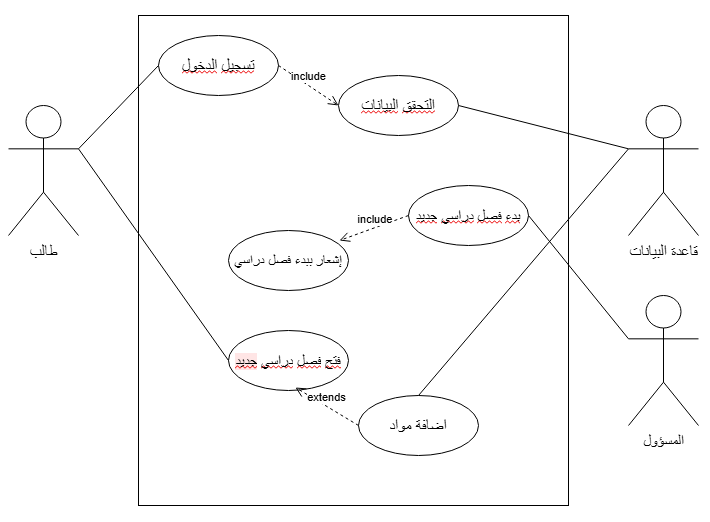 تسجيل الدخول
include
التحقق البيانات
بدء فصل دراسي جديد
include
إشعار ببدء فصل دراسي
طالب
قاعدة البيانات
فتح فصل دراسي جديد
extends
اضافة مواد
المسؤول